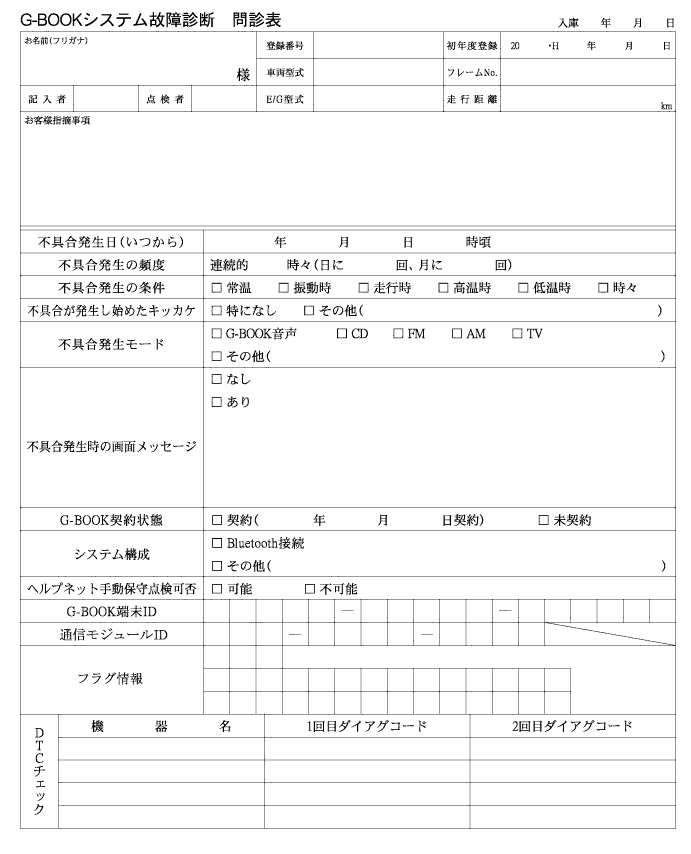 G-BOOKシステム故障診断　問診表
入庫　年　月　日
お名前(フリガナ)
様
登録番号
初年度登録　20　・H　年　月　日
車両型式
フレームNo.
記入者
点検者
E/G型式
走行距離
km
お客様指摘事項
不具合発生日(いつから)　年　月　日　時頃
不具合発生の頻度　連続的　時々(日に　回、月に　回)
不具合発生の条件　□ 常温　□ 振動時　□ 走行時　□ 高温時　□ 低温時　□ 時々
不具合が発生し始めたキッカケ　□ 特になし　□ その他(　)
不具合発生モード
□ G-BOOK音声　□ CD　□ FM　□ AM　□ TV
□ その他(　)
不具合発生時の画面メッセージ
□ なし
□ あり
G-BOOK契約状態　□ 契約(　年　月　日契約)　□ 未契約
システム構成
□ Bluetooth接続
□ その他(　)
ヘルプネット手動保守点検可否　□ 可能　□ 不可能
G-BOOK端末ID　―　―
通信モジュールID　―　―
フラグ情報
DTCチェック
機　器　名　1回目ダイアグコード　2回目ダイアグコード